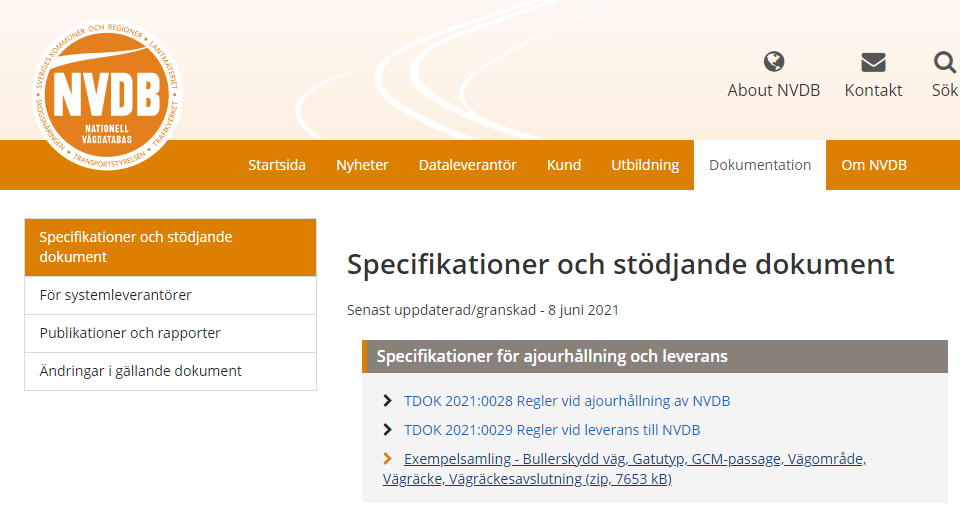 SVERIGES KOMMUNER OCH REGIONER • LANTMÄTERIET • TRAFIKVERKET • TRANSPORTSTYRELSEN • SKOGSNÄRINGEN •
NVDB
NATIONELL
VÄGDATABAS
About NVDB
Kontakt
Sök
Startsida
Nyheter
Dataleverantör
Kund
Utbildning
Dokumentation
Om NVDB
Specifikationer och stödjande
dokument
För systemleverantörer
Publikationer och rapporter
Ändringar i gällande dokument
Specifikationer och stödjande dokument
Senast uppdaterad/granskad - 8 juni 2021
Specifikationer för ajourhållning och leverans
TDOK 2021:0028 Regler vid ajourhållning av NVDB
TDOK 2021:0029 Regler vid leverans till NVDB
Exempelsamling - Bullerskydd väg, Gatutyp, GCM-passage, Vägområde,
Vägräcke, Vägräckesavslutning (zip, 7653 kB)